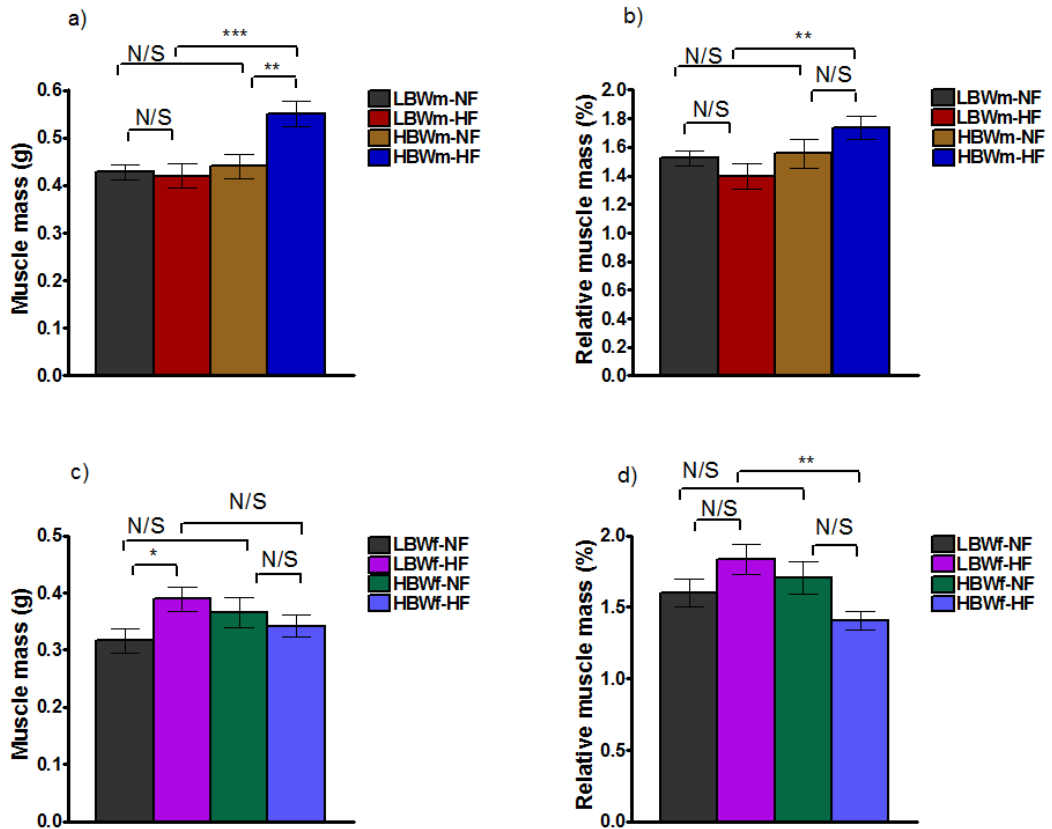 a)
***
N/S
**
Muscle mass (g)
0.6
0.5
0.4
0.3
0.2
0.1
0.0
N/S
LBWm-NF
LBWm-HF
HBWm-NF
HBWm-HF
b)
**
N/S
N/S
Relative muscle mass (%)
2.0
1.8
1.6
1.4
1.2
1.0
0.8
0.6
0.4
0.2
0.0
N/S
LBWm-NF
LBWm-HF
HBWm-NF
HBWm-HF
c)
N/S
N/S
*
N/S
Muscle mass (g)
0.5
0.4
0.3
0.2
0.1
0.0
LBWf-NF
LBWf-HF
HBWf-NF
HBWf-HF
d)
**
N/S
N/S
N/S
Relative muscle mass (%)
2.0
1.5
1.0
0.5
0.0
LBWf-NF
LBWf-HF
HBWf-NF
HBWf-HF